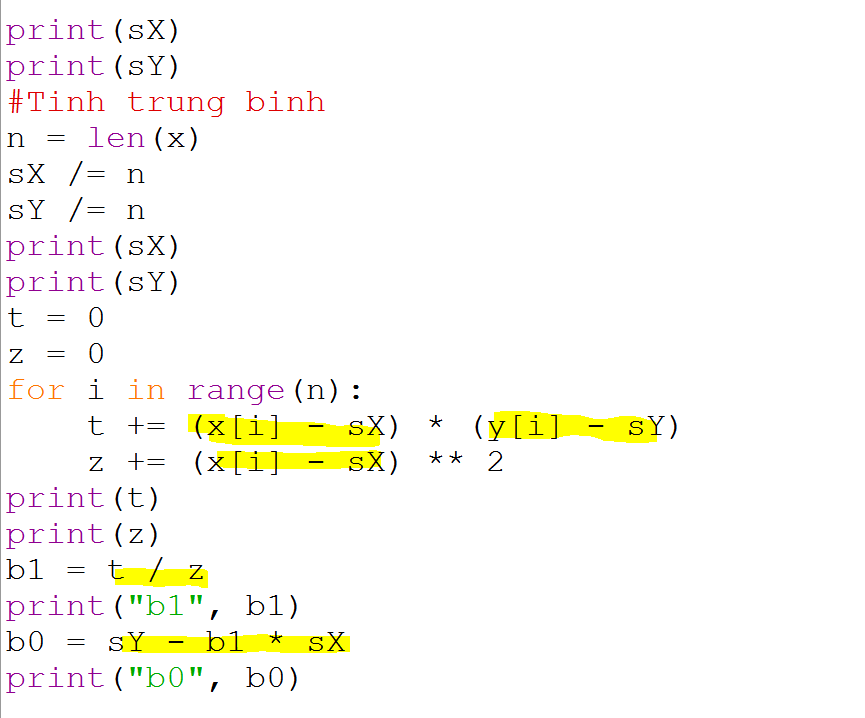 print(sX)
print(sY)
#Tinh trung binh
n = len(x)
sX /= n
sY /= n
print(sX)
print(sY)
t = 0
z = 0
for i in range(n):
    t += (x[i] - sX) * (y[i] - sY)
    z += (x[i] - sX) ** 2
print(t)
print(z)
b1 = t / z
print("b1", b1)
b0 = sY - b1 * sX
print("b0", b0)